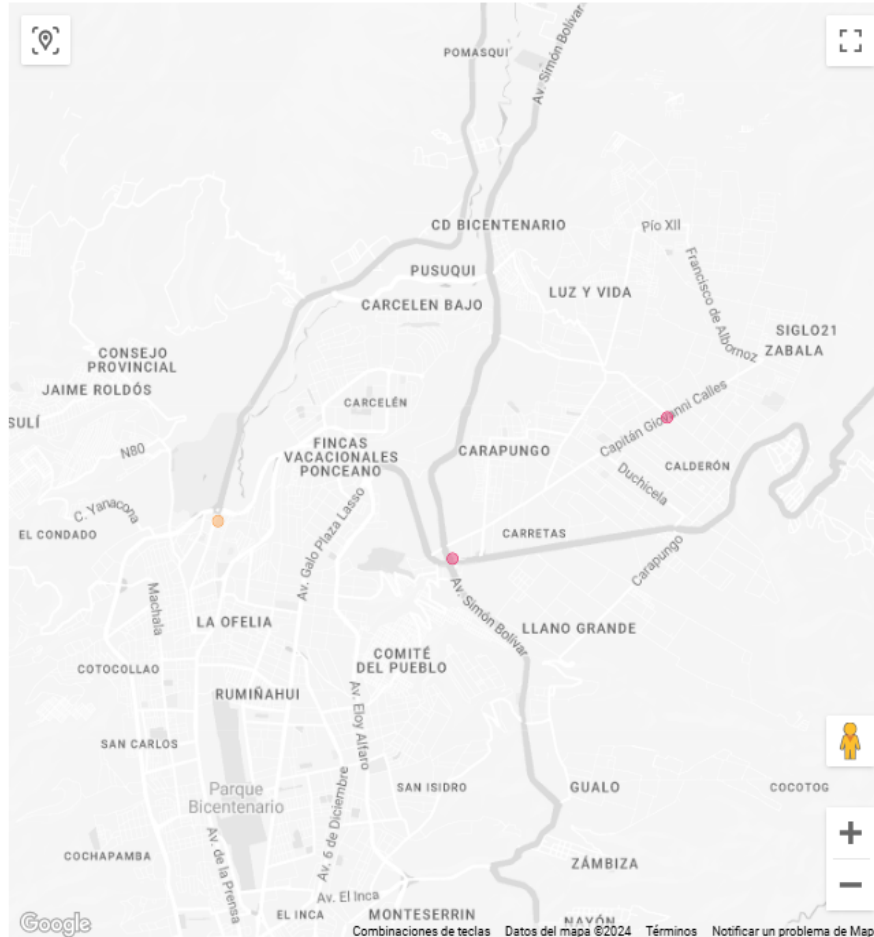 POMASQUI
Av. Simón Bolívar
CD BICENTENARIO
Pío XII
PUSUQUI
Francisco de Albornoz
LUZ Y VIDA
CARCELEN BAJO
SIGLO21
ZABALA
CONSEJO
PROVINCIAL
JAIME ROLDÓS
CARCELÉN
SULÍ
Capitán Giovanni Calles
N80
FINCAS
VACACIONALES
PONCEANO
CARAPUNGO
CALDERÓN
Duchicela
C. Yanacona
EL CONDADO
Av. Galo Plaza Lasso
CARRETAS
Carapungo
Machala
Av. Simón Bolívar
LA OFELIA
LLANO GRANDE
COMITÉ
DEL PUEBLO
COTOCOLLAO
RUMIÑAHUI
Av. Eloy Alfaro
SAN CARLOS
Parque
Bicentenario
SAN ISIDRO
GUALO
COCOTOG
Av. 6 de Diciembre
COCHAPAMBA
Av. de la Prensa
ZÁMBIZA
Av. El Inca
EL INCA
MONTESERRIN
NAYÓN
Google
Combinaciones de teclas Datos del mapa ©2024 Términos Notificar un problema de Map